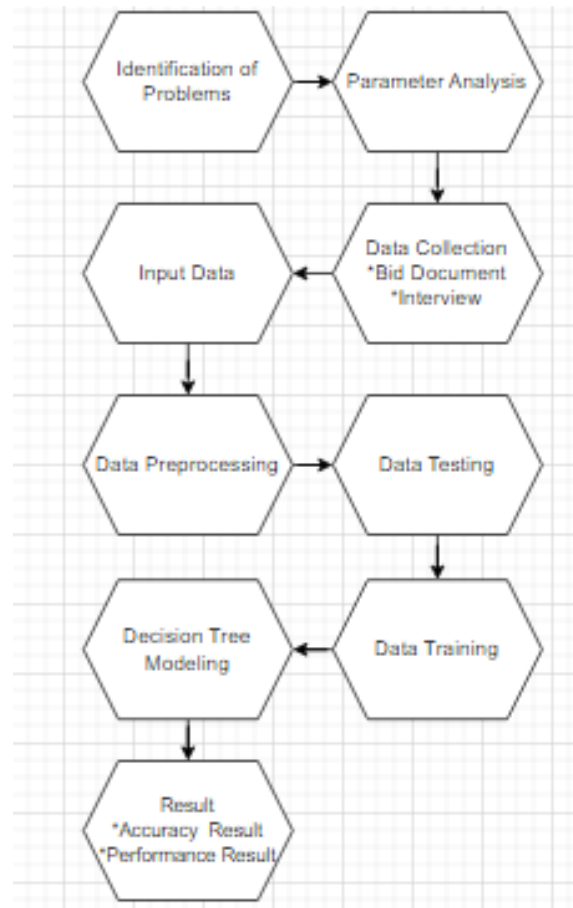 Identification of
Problems
Parameter Analysis
Data Collection
*Bid Document
*Interview
Input Data
Data Preprocessing
Data Testing
Data Training
Decision Tree
Modeling
Result
*Accuracy Result
*Performance Result